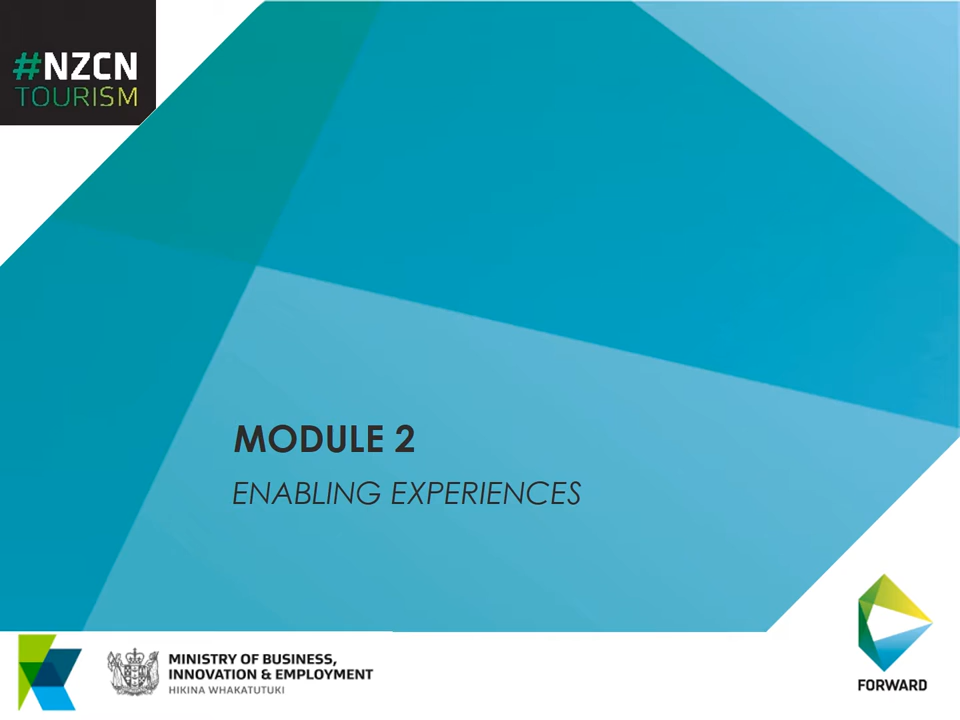 #NZCN
TOURISM
MODULE 2
ENABLING EXPERIENCES
MINISTRY OF BUSINESS,
INNOVATION & EMPLOYMENT
HIKINA WHAKATUTUKI
FORWARD